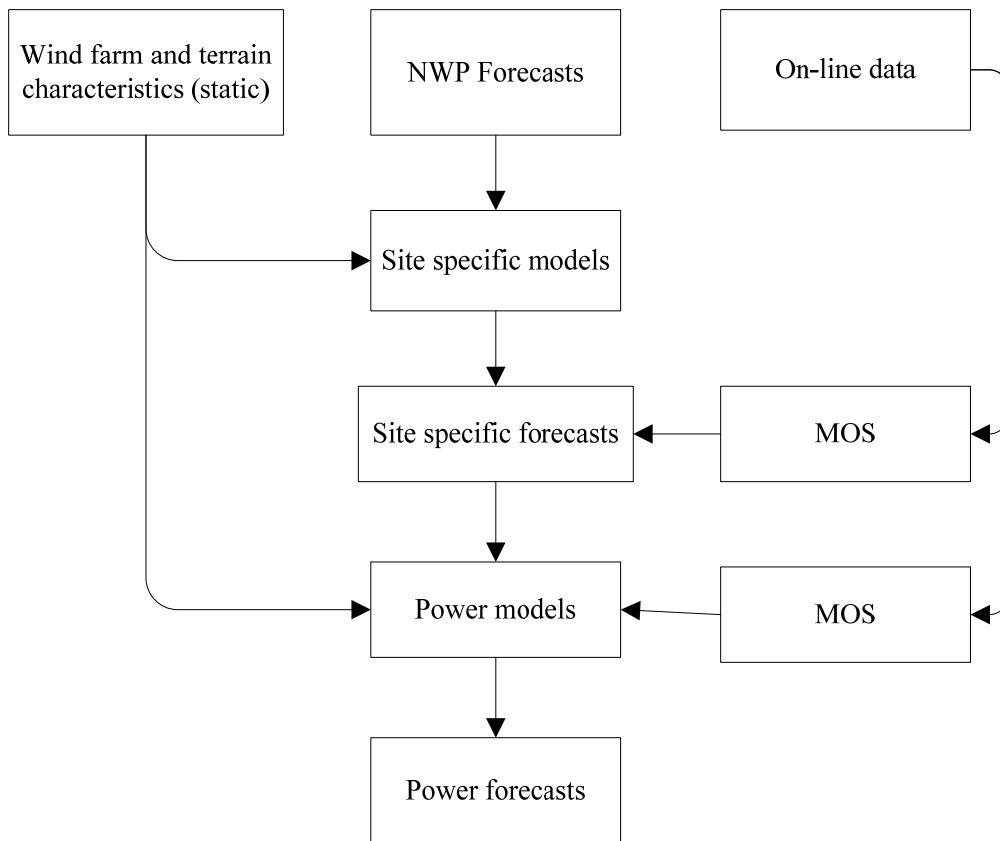 Wind farm and terrain
characteristics (static)
NWP Forecasts
On-line data
Site specific models
Site specific forecasts
MOS
Power models
MOS
Power forecasts